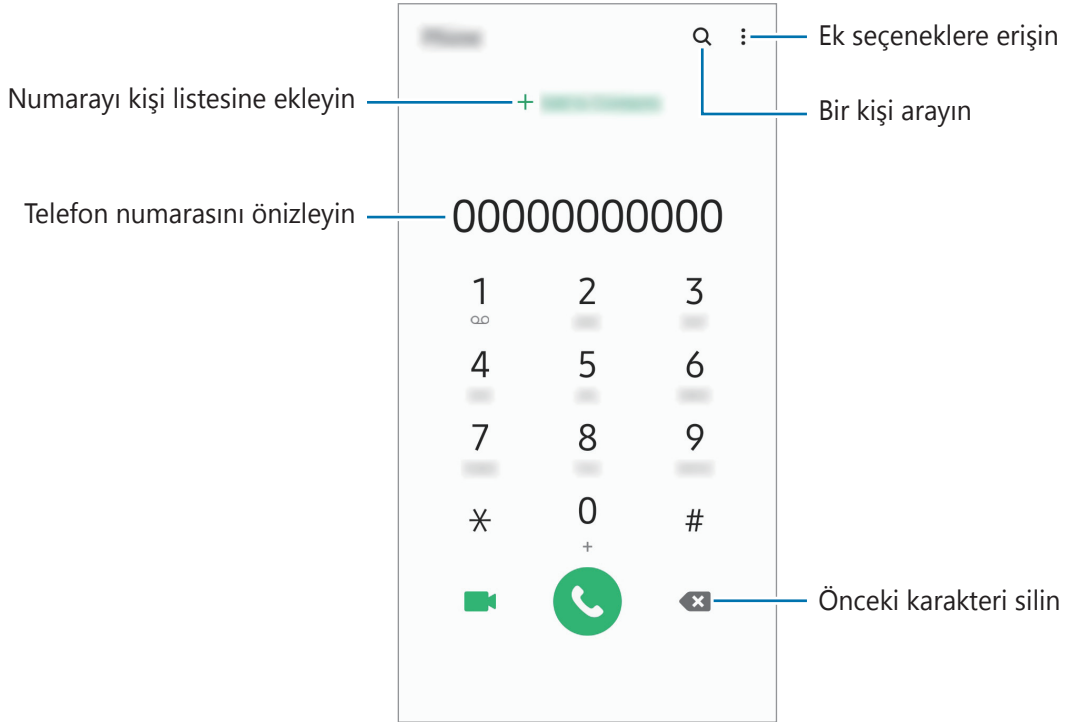 Ek seçeneklere erişin
Numarayı kişi listesine ekleyin
+
Bir kişi arayın
Telefon numarasını önizleyin
00000000000
1 2 3
4 5 6
7 8 9
* 0 #
+
Önceki karakteri silin